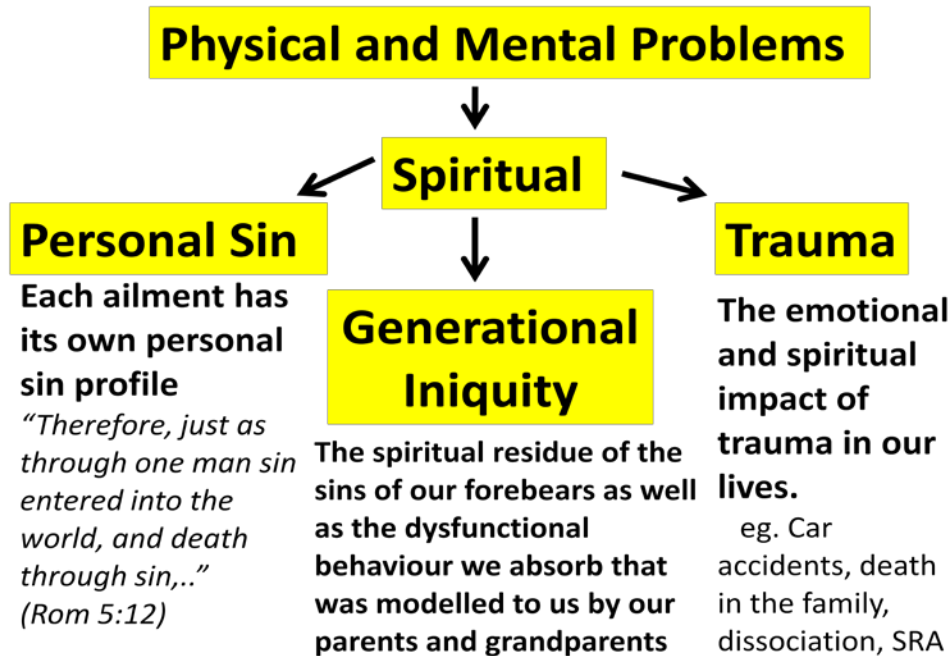 Physical and Mental Problems
Spiritual
Personal Sin
Each ailment has
its own personal
sin profile
“Therefore, just as
through one man sin
entered into the
world, and death
through sin,..”
(Rom 5:12)
Generational
Iniquity
The spiritual residue of the
sins of our forebears as well
as the dysfunctional
behaviour we absorb that
was modelled to us by our
parents and grandparents
Trauma
The emotional
and spiritual
impact of
trauma in our
lives.
eg. Car
accidents, death
in the family,
dissociation, SRA